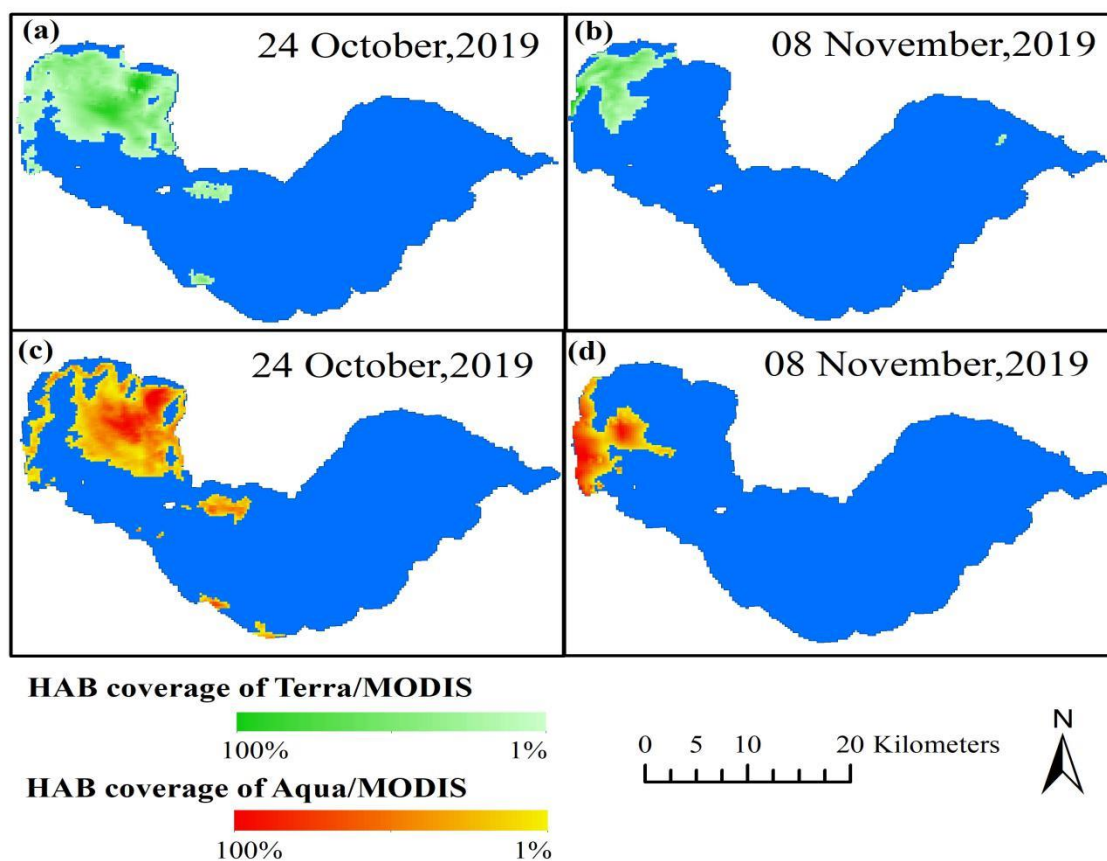 (a) 24 October,2019
(b) 08 November,2019
(c) 24 October,2019
(d) 08 November,2019
HAB coverage of Terra/MODIS
100% 1%
HAB coverage of Aqua/MODIS
100% 1%
0 5 10 20 Kilometers
N